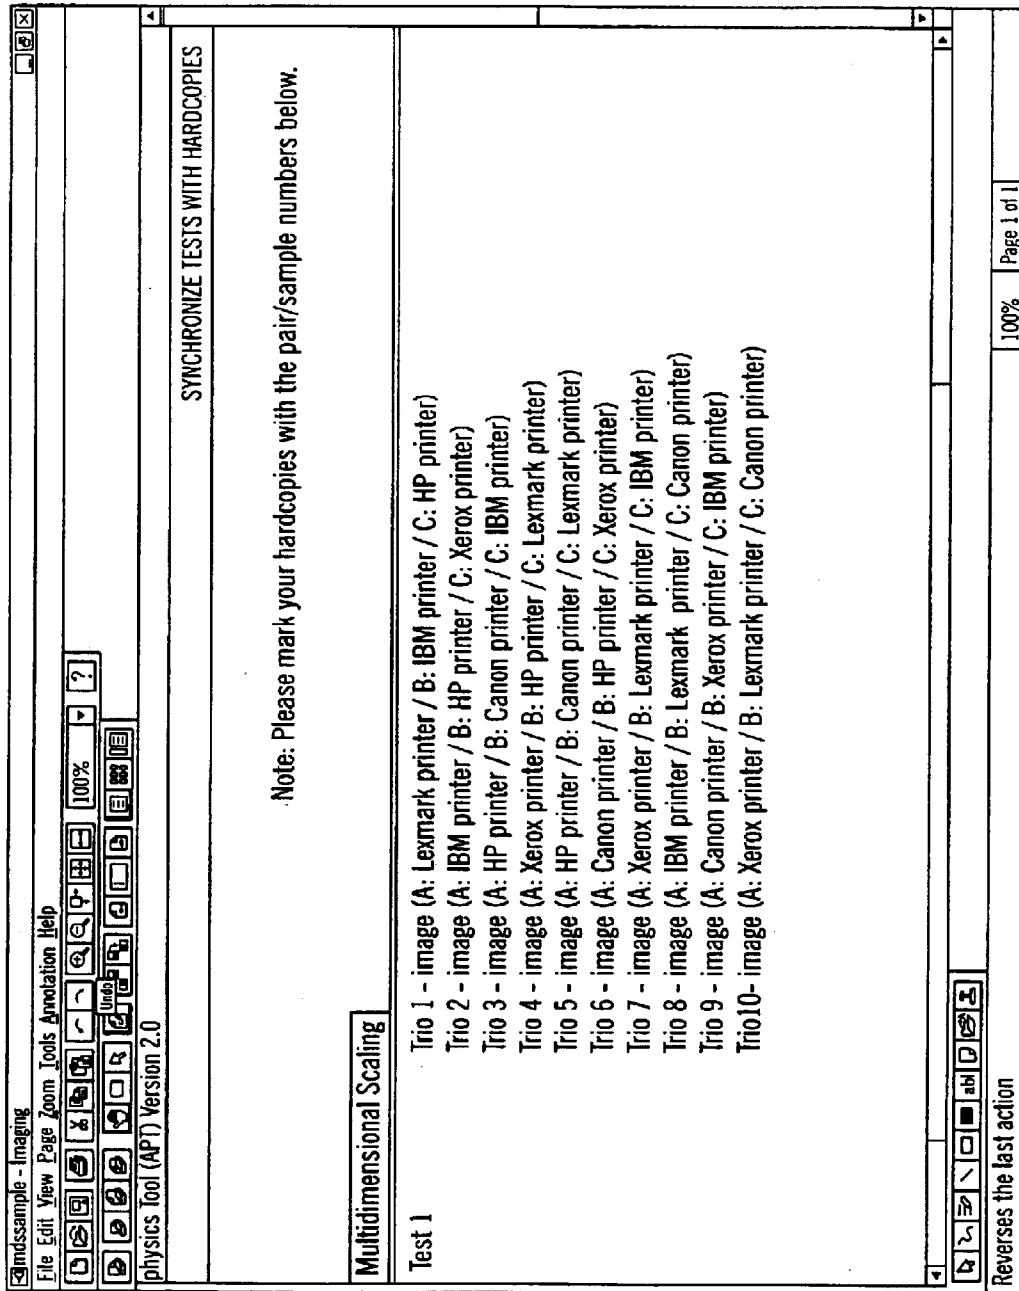 mdssample - Imaging
File Edit View Page Zoom Tools Annotation Help
100% ?
Undo
physics Tool (APT) Version 2.0
SYNCHRONIZE TESTS WITH HARDCOPIES
Note: Please mark your hardcopies with the pair/sample numbers below.
Multidimensional Scaling
Test 1
Trio 1 - image (A: Lexmark printer / B: IBM printer / C: HP printer)
Trio 2 - image (A: IBM printer / B: HP printer / C: Xerox printer)
Trio 3 - image (A: HP printer / B: Canon printer / C: IBM printer)
Trio 4 - image (A: Xerox printer / B: HP printer / C: Lexmark printer)
Trio 5 - image (A: HP printer / B: Canon printer / C: Lexmark printer)
Trio 6 - image (A: Canon printer / B: HP printer / C: Xerox printer)
Trio 7 - image (A: Xerox printer / B: Lexmark printer / C: IBM printer)
Trio 8 - image (A: IBM printer / B: Lexmark printer / C: Canon printer)
Trio 9 - image (A: Canon printer / B: Xerox printer / C: IBM printer)
Trio10- image (A: Xerox printer / B: Lexmark printer / C: Canon printer)
abl
Reverses the last action
100% Page 1 of 1